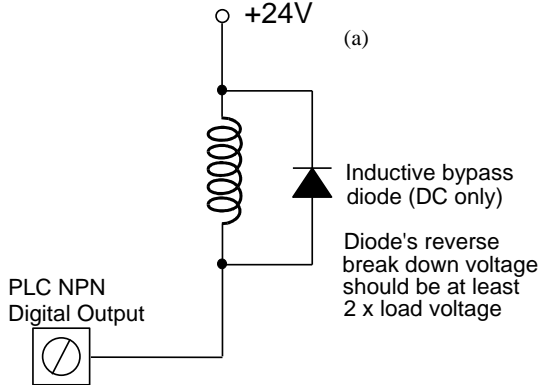 +24V
(a)
Inductive bypass
diode (DC only)
Diode's reverse
break down voltage
should be at least
2 x load voltage
PLC NPN
Digital Output